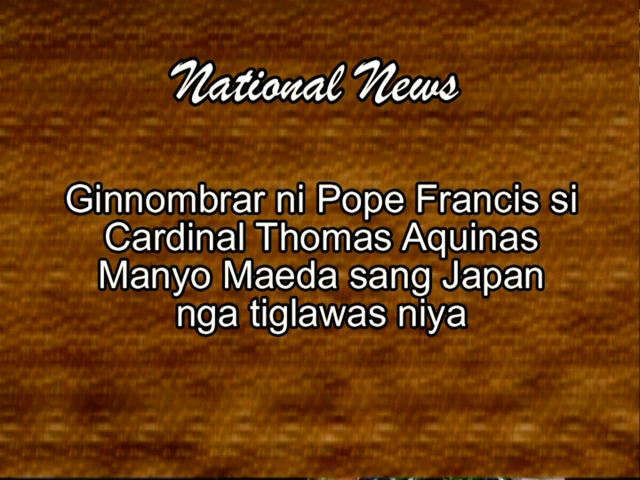 National News
Ginnombrar ni Pope Francis si
Cardinal Thomas Aquinas
Manyo Maeda sang Japan
nga tiglawas niya